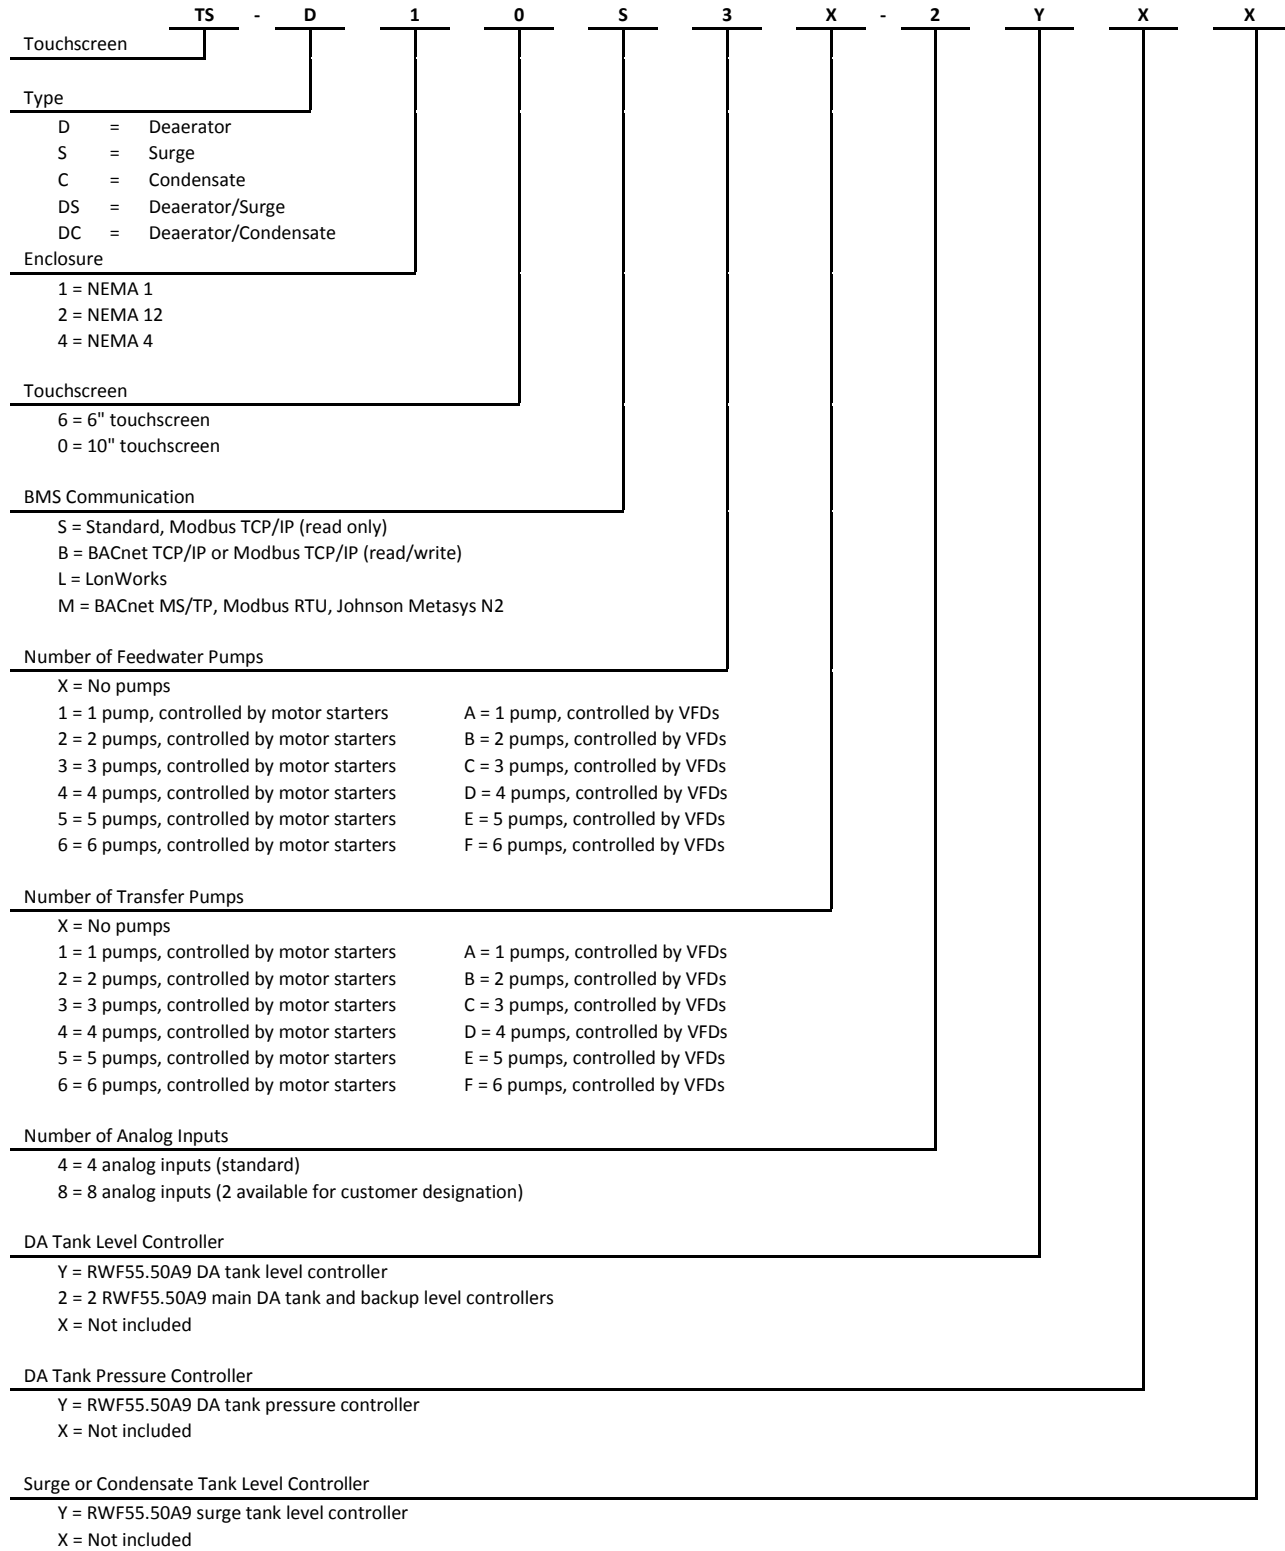 TS - D 1 0 S 3 X - 2 Y X X
Touchscreen
Type
D = Deaerator
S = Surge
C = Condensate
DS = Deaerator/Surge
DC = Deaerator/Condensate
Enclosure
1 = NEMA 1
2 = NEMA 12
4 = NEMA 4
Touchscreen
6 = 6" touchscreen
0 = 10" touchscreen
BMS Communication
S = Standard, Modbus TCP/IP (read only)
B = BACnet TCP/IP or Modbus TCP/IP (read/write)
L = LonWorks
M = BACnet MS/TP, Modbus RTU, Johnson Metasys N2
Number of Feedwater Pumps
X = No pumps
1 = 1 pump, controlled by motor starters A = 1 pump, controlled by VFDs
2 = 2 pumps, controlled by motor starters B = 2 pumps, controlled by VFDs
3 = 3 pumps, controlled by motor starters C = 3 pumps, controlled by VFDs
4 = 4 pumps, controlled by motor starters D = 4 pumps, controlled by VFDs
5 = 5 pumps, controlled by motor starters E = 5 pumps, controlled by VFDs
6 = 6 pumps, controlled by motor starters F = 6 pumps, controlled by VFDs
Number of Transfer Pumps
X = No pumps
1 = 1 pumps, controlled by motor starters A = 1 pumps, controlled by VFDs
2 = 2 pumps, controlled by motor starters B = 2 pumps, controlled by VFDs
3 = 3 pumps, controlled by motor starters C = 3 pumps, controlled by VFDs
4 = 4 pumps, controlled by motor starters D = 4 pumps, controlled by VFDs
5 = 5 pumps, controlled by motor starters E = 5 pumps, controlled by VFDs
6 = 6 pumps, controlled by motor starters F = 6 pumps, controlled by VFDs
Number of Analog Inputs
4 = 4 analog inputs (standard)
8 = 8 analog inputs (2 available for customer designation)
DA Tank Level Controller
Y = RWF55.50A9 DA tank level controller
2 = 2 RWF55.50A9 main DA tank and backup level controllers
X = Not included
DA Tank Pressure Controller
Y = RWF55.50A9 DA tank pressure controller
X = Not included
Surge or Condensate Tank Level Controller
Y = RWF55.50A9 surge tank level controller
X = Not included